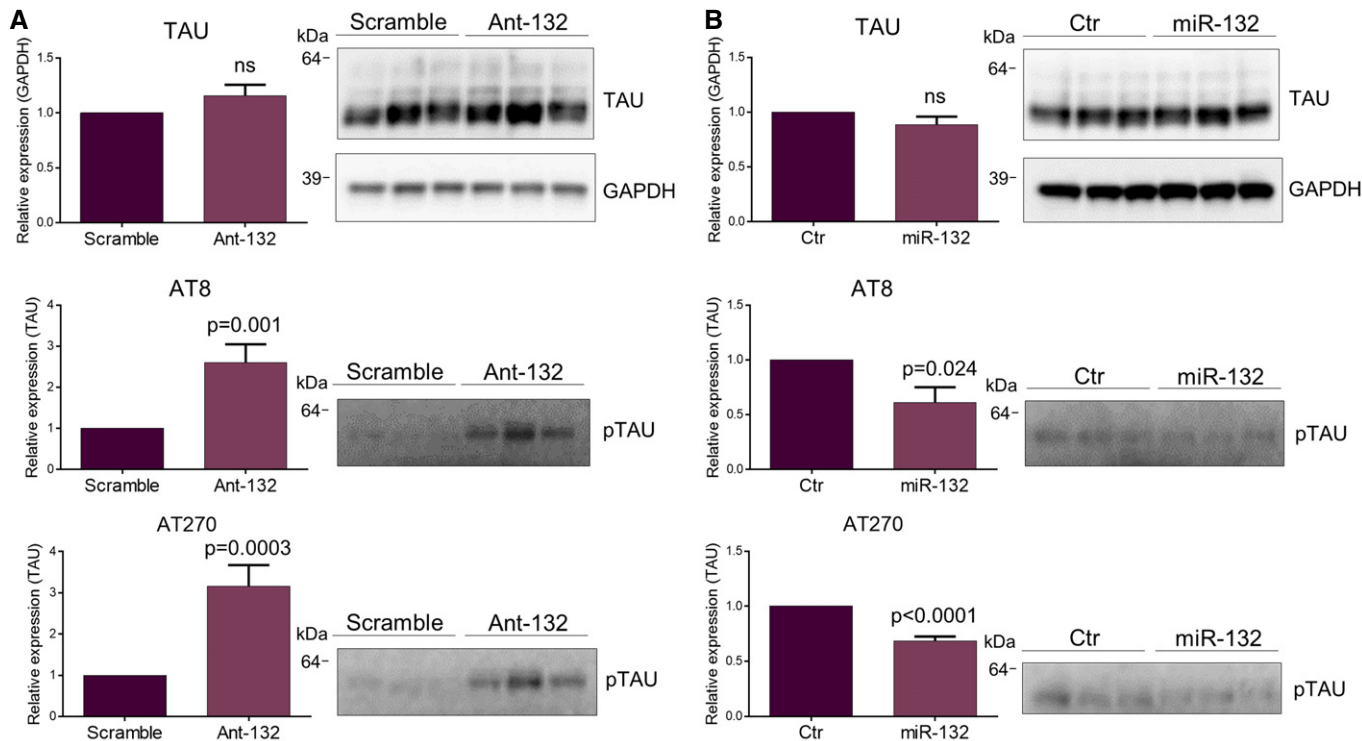 A
TAU
Relative expression (GAPDH)
1.5
1.0
0.5
0.0
ns
Scramble
Ant-132
kDa
Scramble
Ant-132
64-
TAU
39-
GAPDH
AT8
Relative expression (TAU)
4
3
2
1
0
p=0.001
Scramble
Ant-132
kDa
Scramble
Ant-132
64-
pTAU
AT270
Relative expression (TAU)
4
3
2
1
0
p=0.0003
Scramble
Ant-132
kDa
Scramble
Ant-132
64-
pTAU
B
TAU
Relative expression (GAPDH)
1.5
1.0
0.5
0.0
ns
Ctr
miR-132
kDa
Ctr
miR-132
64-
TAU
39-
GAPDH
AT8
Relative expression (TAU)
1.5
1.0
0.5
0.0
p=0.024
Ctr
miR-132
kDa
Ctr
miR-132
64-
pTAU
AT270
Relative expression (TAU)
1.5
1.0
0.5
0.0
p<0.0001
Ctr
miR-132
kDa
Ctr
miR-132
64-
pTAU